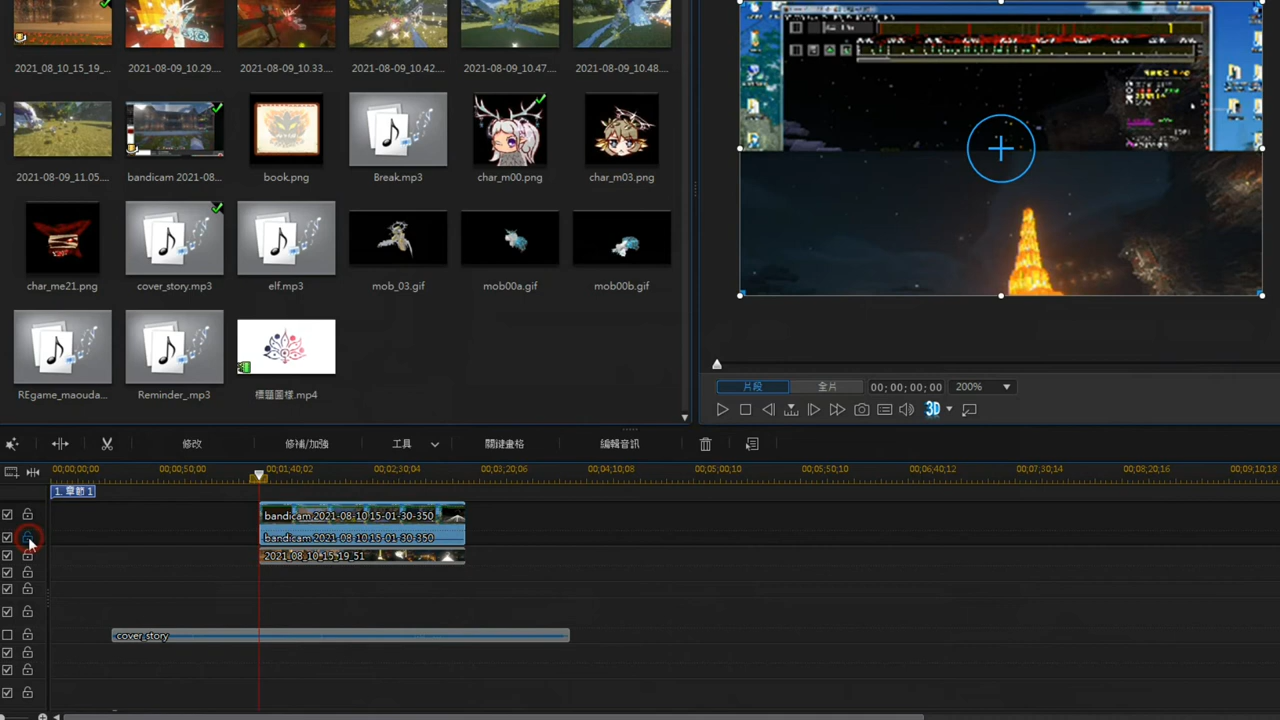 2021_08_10_15_19_...
2021-08-09_10.29....
2021-08-09_10.33....
2021-08-09_10.42....
2021-08-09_10.47....
2021-08-09_10.48....
2021-08-09_11.05....
bandicam 2021-08...
book.png
Break.mp3
char_m00.png
char_m03.png
char_me21.png
cover_story.mp3
elf.mp3
mob_03.gif
mob00a.gif
mob00b.gif
REgame_maouda...
Reminder_.mp3
標題圖樣.mp4
片段
全片
00;00;00;00
200%
3D
修改
修補/加強
工具
關鍵畫格
編輯音訊
00;00;00;00
00;00;50;00
00;01;40;02
00;02;30;04
00;03;20;06
00;04;10;08
00;05;00;10
00;05;50;10
00;06;40;12
00;07;30;14
00;08;20;16
00;09;10;18
1. 章節 1
bandicam 2021-08-10 15-01-30-350
bandicam 2021-08-10 15-01-30-350
2021_08_10_15_19_51
cover_story